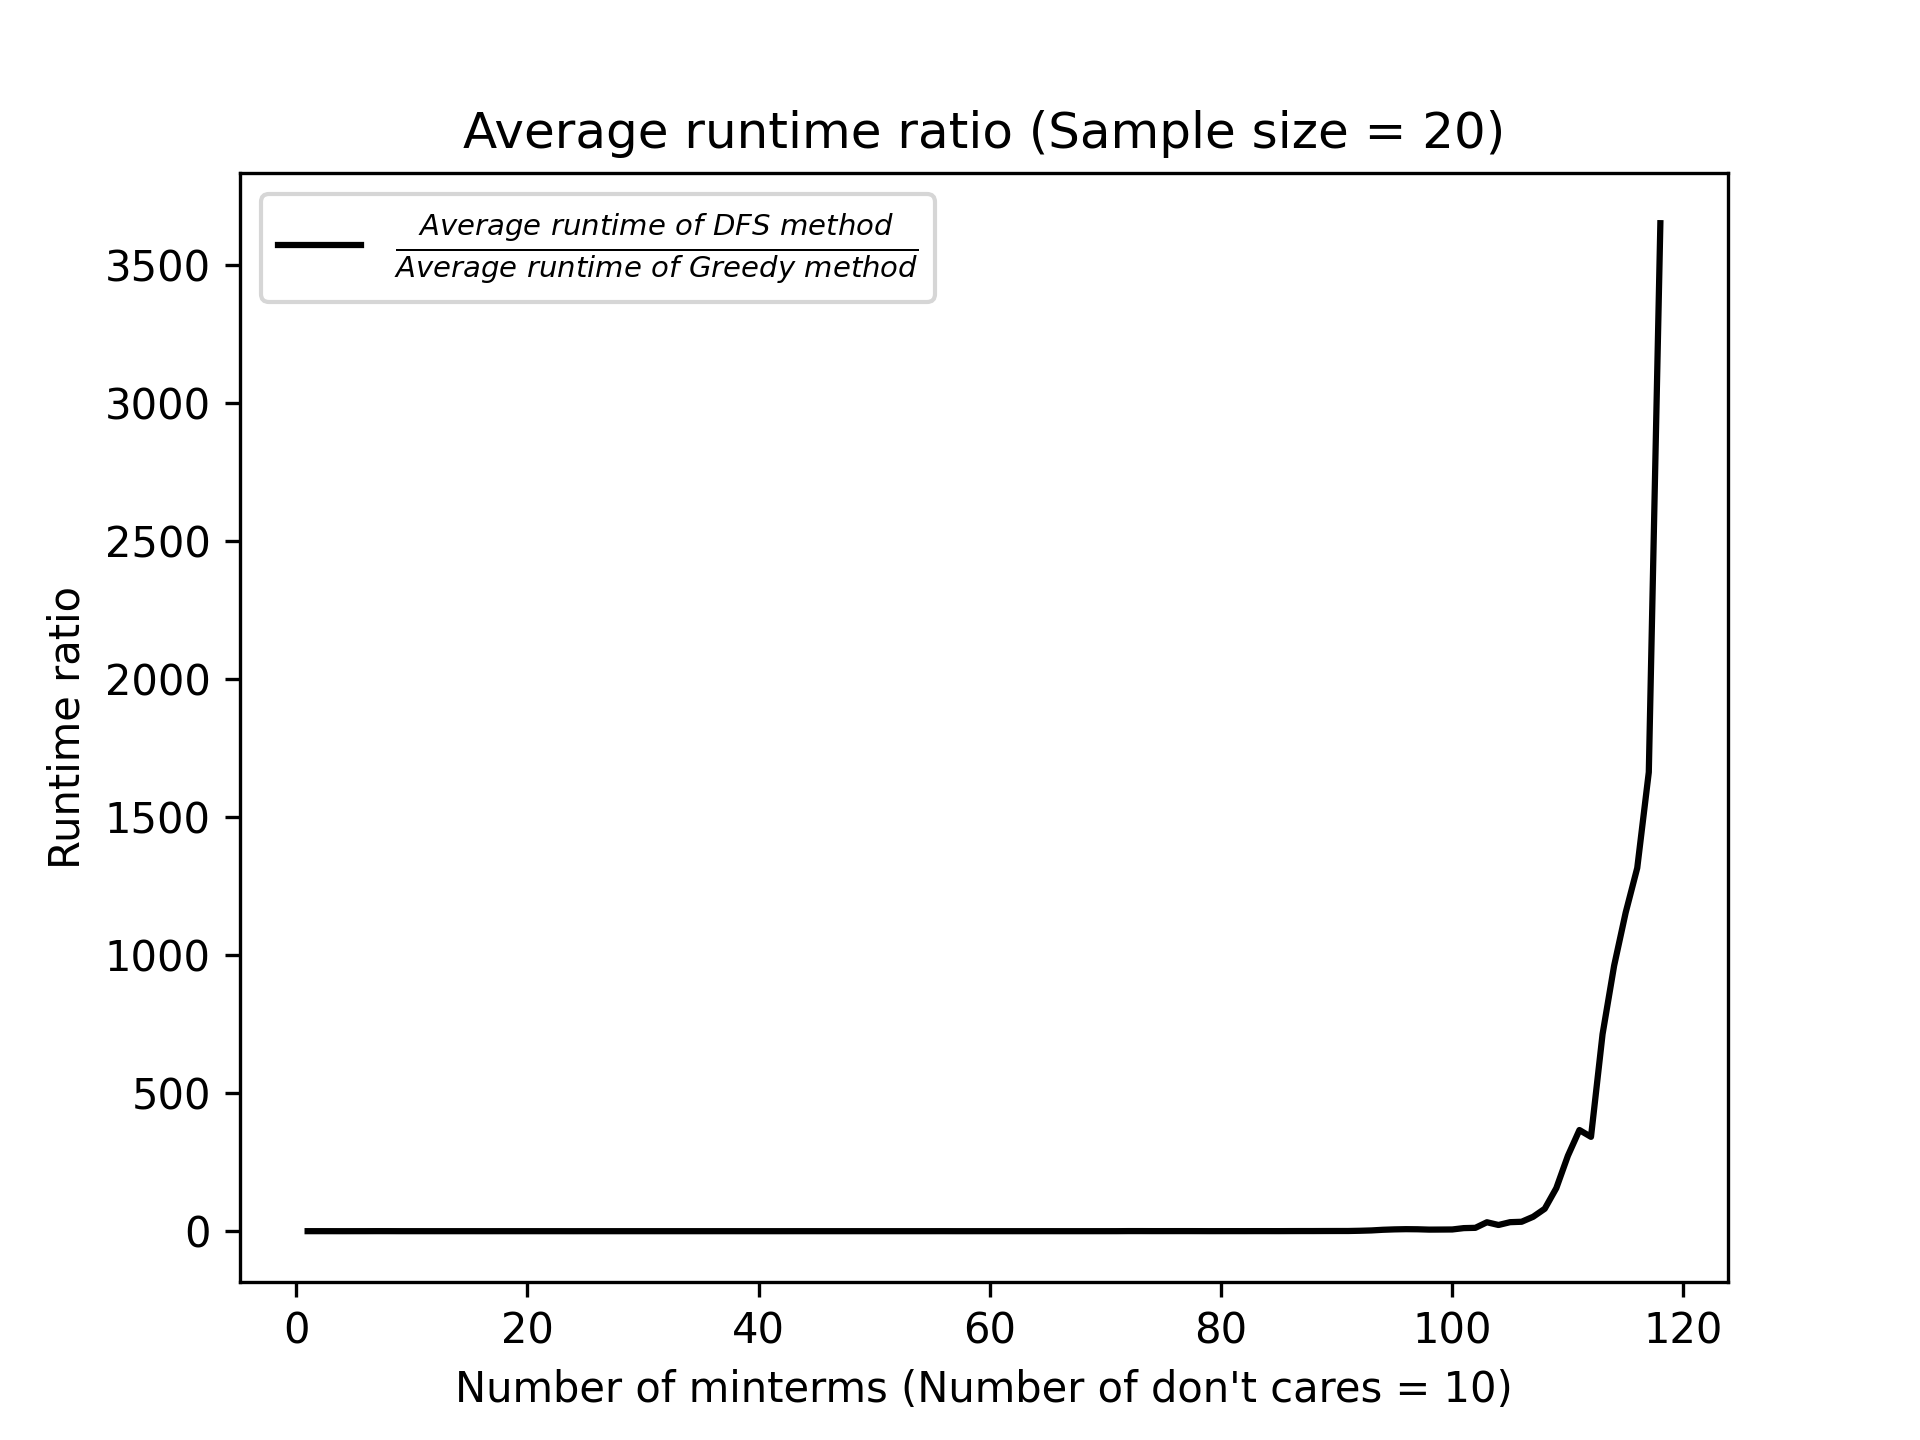 Average runtime ratio (Sample size = 20)
Average runtime of DFS method
Average runtime of Greedy method
3500
3000
2500
2000
1500
1000
500
0
Runtime ratio
0 20 40 60 80 100 120
Number of minterms (Number of don't cares = 10)